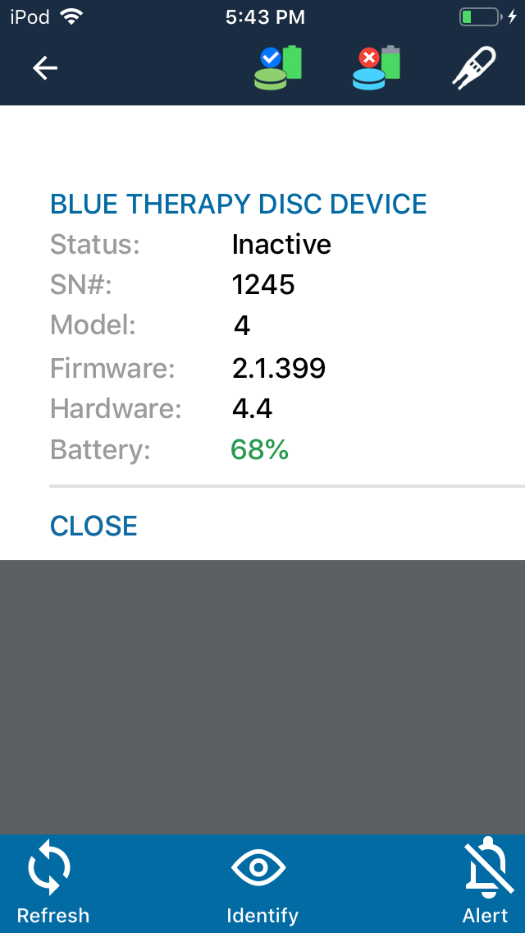 iPod 5:43 PM
BLUE THERAPY DISC DEVICE
Status: Inactive
SN#: 1245
Model: 4
Firmware: 2.1.399
Hardware: 4.4
Battery: 68%
CLOSE
Refresh Identify Alert